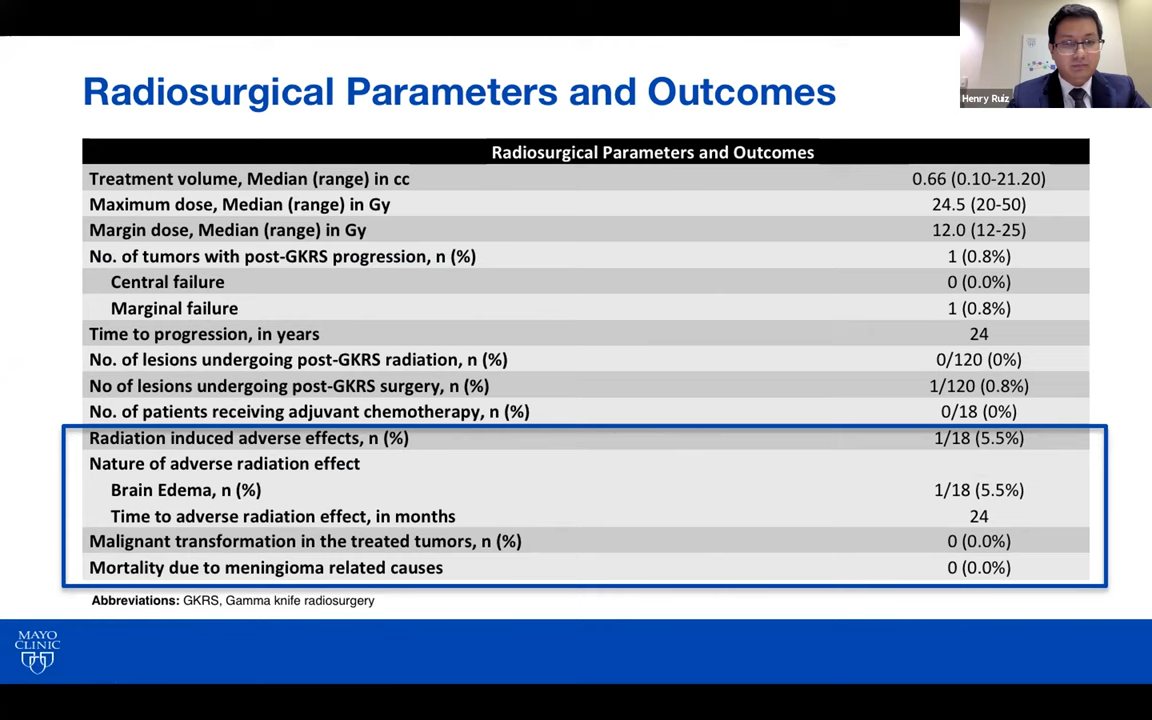 Henry Ruiz
Radiosurgical Parameters and Outcomes
Radiosurgical Parameters and Outcomes
Treatment volume, Median (range) in cc 0.66 (0.10-21.20)
Maximum dose, Median (range) in Gy 24.5 (20-50)
Margin dose, Median (range) in Gy 12.0 (12-25)
No. of tumors with post-GKRS progression, n (%) 1 (0.8%)
Central failure 0 (0.0%)
Marginal failure 1 (0.8%)
Time to progression, in years 24
No. of lesions undergoing post-GKRS radiation, n (%) 0/120 (0%)
No of lesions undergoing post-GKRS surgery, n (%) 1/120 (0.8%)
No. of patients receiving adjuvant chemotherapy, n (%) 0/18 (0%)
Radiation induced adverse effects, n (%) 1/18 (5.5%)
Nature of adverse radiation effect
Brain Edema, n (%) 1/18 (5.5%)
Time to adverse radiation effect, in months 24
Malignant transformation in the treated tumors, n (%) 0 (0.0%)
Mortality due to meningioma related causes 0 (0.0%)
Abbreviations: GKRS, Gamma knife radiosurgery
MAYO
CLINIC